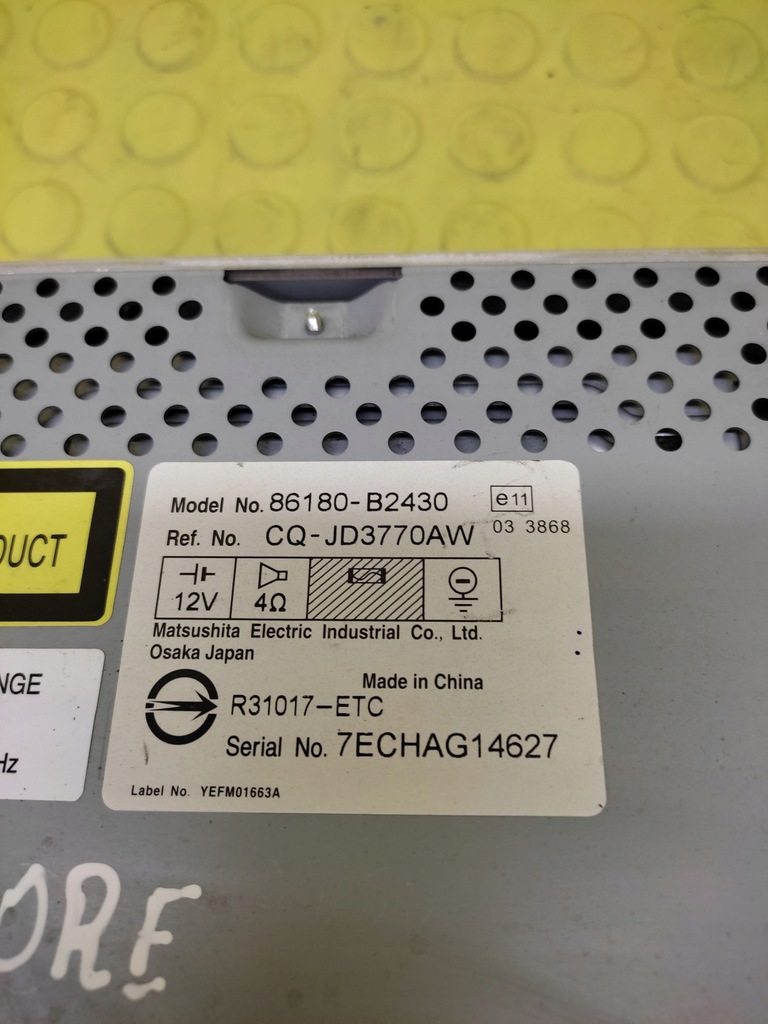 Model No. 86180-B2430
e11
Ref. No. CQ-JD3770AW
03 3868
DUCT
12V
4Ω
Matsushita Electric Industrial Co., Ltd.
Osaka Japan
NGE
Made in China
R31017-ETC
Hz
Serial No. 7ECHAG14627
Label No. YEFM01663A
ORE